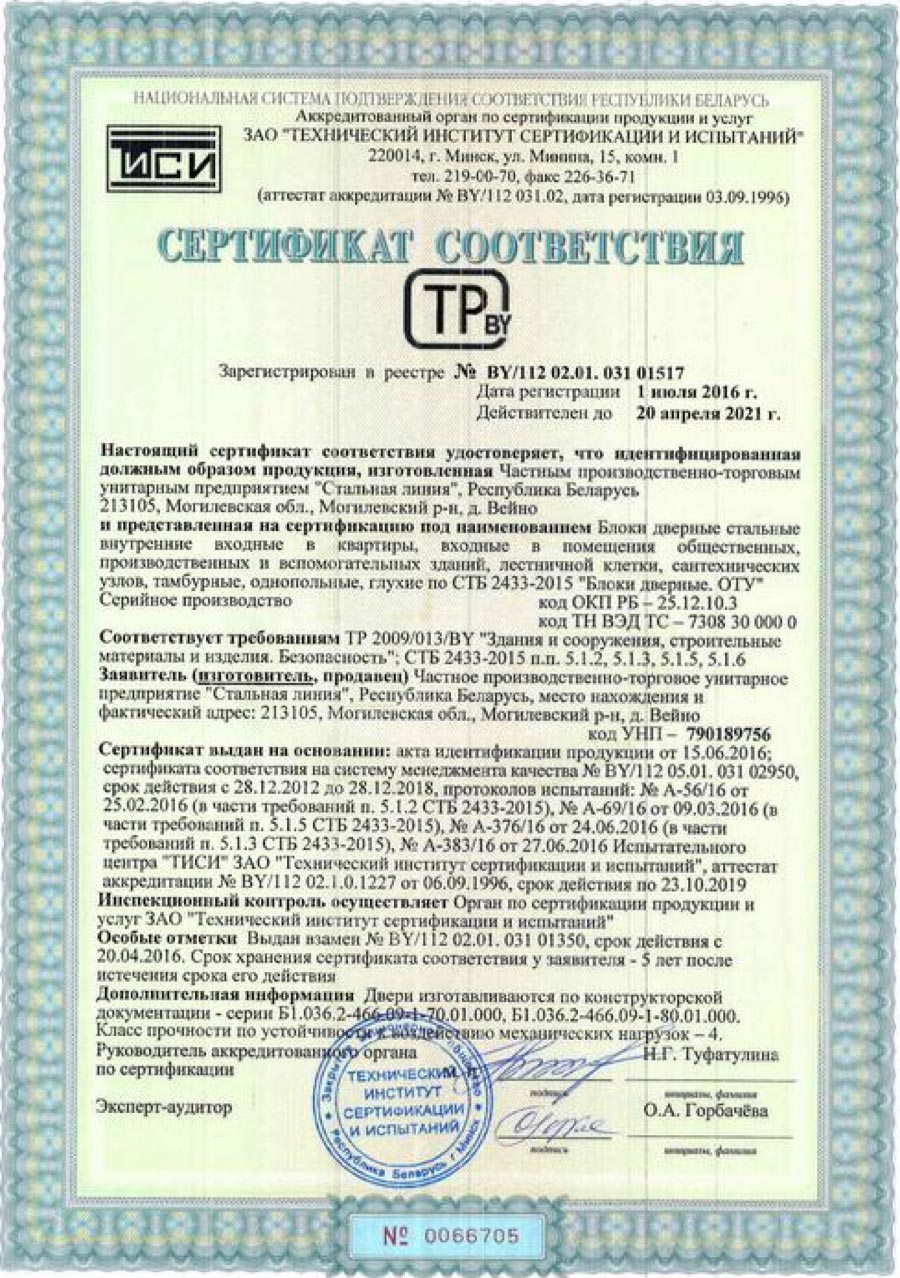 НАЦИОНАЛЬНАЯ СИСТЕМА ПОДТВЕРЖДЕНИЯ СООТВЕТСТВИЯ РЕСПУБЛИКИ БЕЛАРУСЬ
Аккредитованный орган по сертификации продукции и услуг
ЗАО "ТЕХНИЧЕСКИЙ ИНСТИТУТ СЕРТИФИКАЦИИ И ИСПЫТАНИЙ"
ТИСИ
220014, г. Минск, ул. Минина, 15, комн. 1
тел. 219-00-70, факс 226-36-71
(аттестат аккредитации № BY/112 031.02, дата регистрации 03.09.1996)
СЕРТИФИКАТ СООТВЕТСТВИЯ
ТР BY
Зарегистрирован в реестре № BY/112 02.01. 031 01517
Дата регистрации 1 июля 2016 г.
Действителен до 20 апреля 2021 г.
Настоящий сертификат соответствия удостоверяет, что идентифицированная
должным образом продукция, изготовленная Частным производственно-торговым
унитарным предприятием "Стальная линия", Республика Беларусь
213105, Могилевская обл., Могилевский р-н, д. Вейно
и представленная на сертификацию под наименованием Блоки дверные стальные
внутренние входные в квартиры, входные в помещения общественных,
производственных и вспомогательных зданий, лестничной клетки, сантехнических
узлов, тамбурные, однопольные, глухие по СТБ 2433-2015 "Блоки дверные. ОТУ"
Серийное производство код ОКП РБ – 25.12.10.3
код ТН ВЭД ТС – 7308 30 000 0
Соответствует требованиям ТР 2009/013/BY "Здания и сооружения, строительные
материалы и изделия. Безопасность"; СТБ 2433-2015 п.п. 5.1.2, 5.1.3, 5.1.5, 5.1.6
Заявитель (изготовитель, продавец) Частное производственно-торговое унитарное
предприятие "Стальная линия", Республика Беларусь, место нахождения и
фактический адрес: 213105, Могилевская обл., Могилевский р-н, д. Вейно
код УНП – 790189756
Сертификат выдан на основании: акта идентификации продукции от 15.06.2016;
сертификата соответствия на систему менеджмента качества № BY/112 05.01. 031 02950,
срок действия с 28.12.2012 до 28.12.2018, протоколов испытаний: № А-56/16 от
25.02.2016 (в части требований п. 5.1.2 СТБ 2433-2015), № А-69/16 от 09.03.2016 (в
части требований п. 5.1.5 СТБ 2433-2015), № А-376/16 от 24.06.2016 (в части
требований п. 5.1.3 СТБ 2433-2015), № А-383/16 от 27.06.2016 Испытательного
центра "ТИСИ" ЗАО "Технический институт сертификации и испытаний", аттестат
аккредитации № BY/112 02.1.0.1227 от 06.09.1996, срок действия по 23.10.2019
Инспекционный контроль осуществляет Орган по сертификации продукции и
услуг ЗАО "Технический институт сертификации и испытаний"
Особые отметки Выдан взамен № BY/112 02.01. 031 01350, срок действия с
20.04.2016. Срок хранения сертификата соответствия у заявителя - 5 лет после
истечения срока его действия
Дополнительная информация Двери изготавливаются по конструкторской
документации - серии Б1.036.2-466.09-1-70.01.000, Б1.036.2-466.09-1-80.01.000.
Класс прочности по устойчивости к воздействию механических нагрузок – 4.
Руководитель аккредитованного органа Н.Г. Туфатулина
по сертификации М.
подпись инициалы, фамилия
Эксперт-аудитор О.А. Горбачёва
подпись инициалы, фамилия
ТЕХНИЧЕСКИЙ
ИНСТИТУТ
СЕРТИФИКАЦИИ
И ИСПЫТАНИЙ
Республика Беларусь г. Минск
№ 0066705